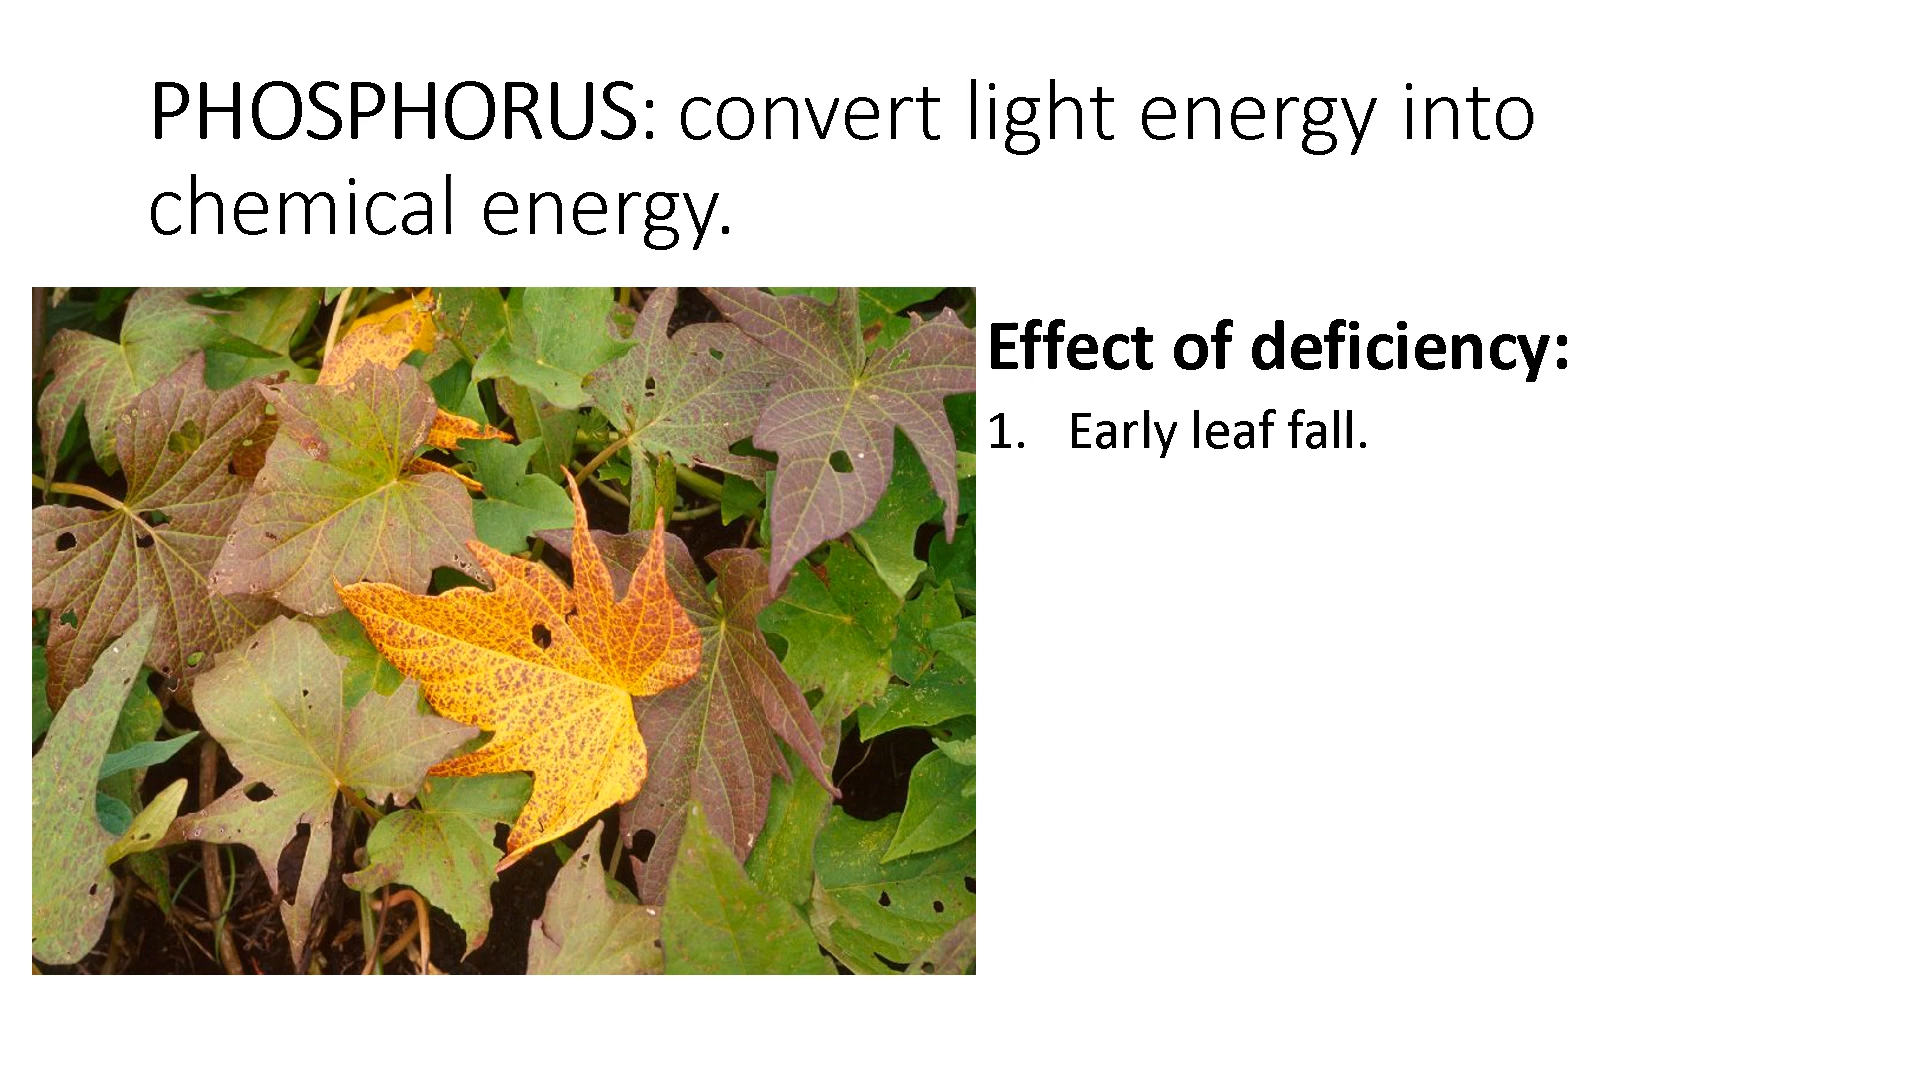 PHOSPHORUS: convert light energy into
chemical energy.
Effect of deficiency:
1. Early leaf fall.